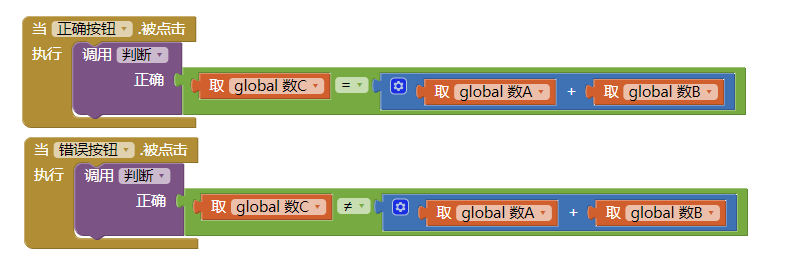 当 正确按钮 .被点击
执行 调用 判断
正确 取 global 数C = 取 global 数A + 取 global 数B
当 错误按钮 .被点击
执行 调用 判断
正确 取 global 数C ≠ 取 global 数A + 取 global 数B